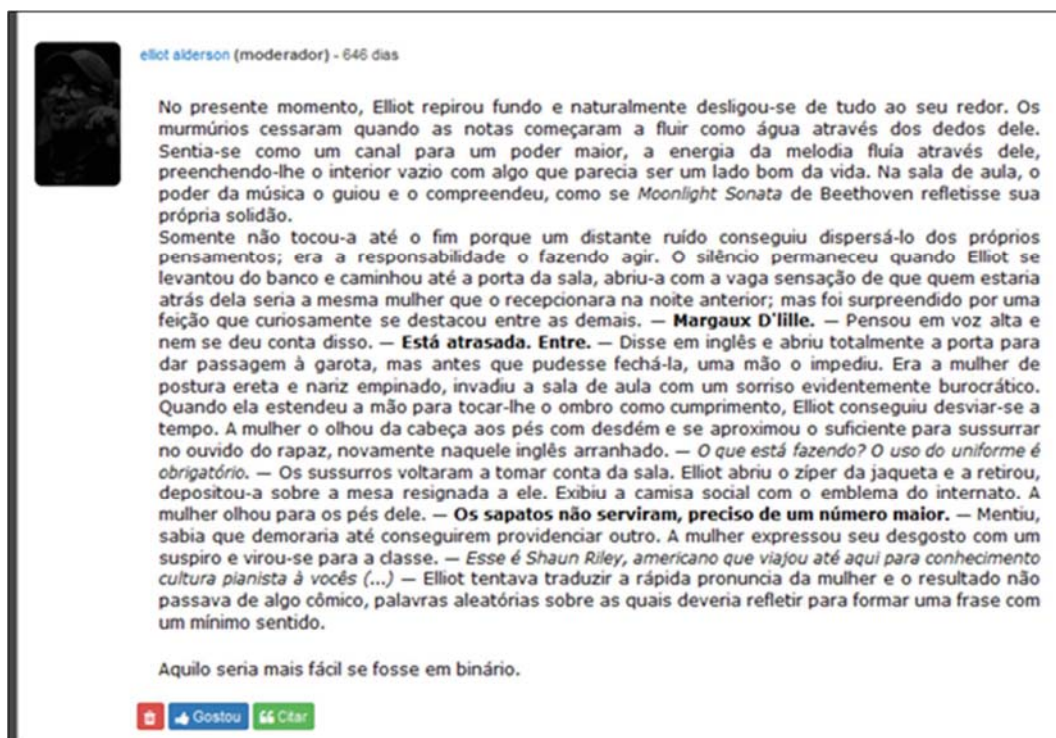 elliot alderson (moderador) - 646 dias
No presente momento, Elliot repirou fundo e naturalmente desligou-se de tudo ao seu redor. Os
murmúrios cessaram quando as notas começaram a fluir como água através dos dedos dele.
Sentia-se como um canal para um poder maior, a energia da melodia fluía através dele,
preenchendo-lhe o interior vazio com algo que parecia ser um lado bom da vida. Na sala de aula, o
poder da música o guiou e o compreendeu, como se Moonlight Sonata de Beethoven refletisse sua
própria solidão.
Somente não tocou-a até o fim porque um distante ruído conseguiu dispersá-lo dos próprios
pensamentos; era a responsabilidade o fazendo agir. O silêncio permaneceu quando Elliot se
levantou do banco e caminhou até a porta da sala, abriu-a com a vaga sensação de que quem estaria
atrás dela seria a mesma mulher que o recepcionara na noite anterior; mas foi surpreendido por uma
feição que curiosamente se destacou entre as demais. — Margaux D'lille. — Pensou em voz alta e
nem se deu conta disso. — Está atrasada. Entre. — Disse em inglês e abriu totalmente a porta para
dar passagem à garota, mas antes que pudesse fechá-la, uma mão o impediu. Era a mulher de
postura ereta e nariz empinado, invadiu a sala de aula com um sorriso evidentemente burocrático.
Quando ela estendeu a mão para tocar-lhe o ombro como cumprimento, Elliot conseguiu desviar-se a
tempo. A mulher o olhou da cabeça aos pés com desdém e se aproximou o suficiente para sussurrar
no ouvido do rapaz, novamente naquele inglês arranhado. — O que está fazendo? O uso do uniforme é
obrigatório. — Os sussurros voltaram a tomar conta da sala. Elliot abriu o zíper da jaqueta e a retirou,
depositou-a sobre a mesa resignada a ele. Exibiu a camisa social com o emblema do internato. A
mulher olhou para os pés dele. — Os sapatos não serviram, preciso de um número maior. — Mentiu,
sabia que demoraria até conseguirem providenciar outro. A mulher expressou seu desgosto com um
suspiro e virou-se para a classe. — Esse é Shaun Riley, americano que viajou até aqui para conhecimento
cultura pianista à vocês (...) — Elliot tentava traduzir a rápida pronuncia da mulher e o resultado não
passava de algo cômico, palavras aleatórias sobre as quais deveria refletir para formar uma frase com
um mínimo sentido.
Aquilo seria mais fácil se fosse em binário.
Gostou Citar